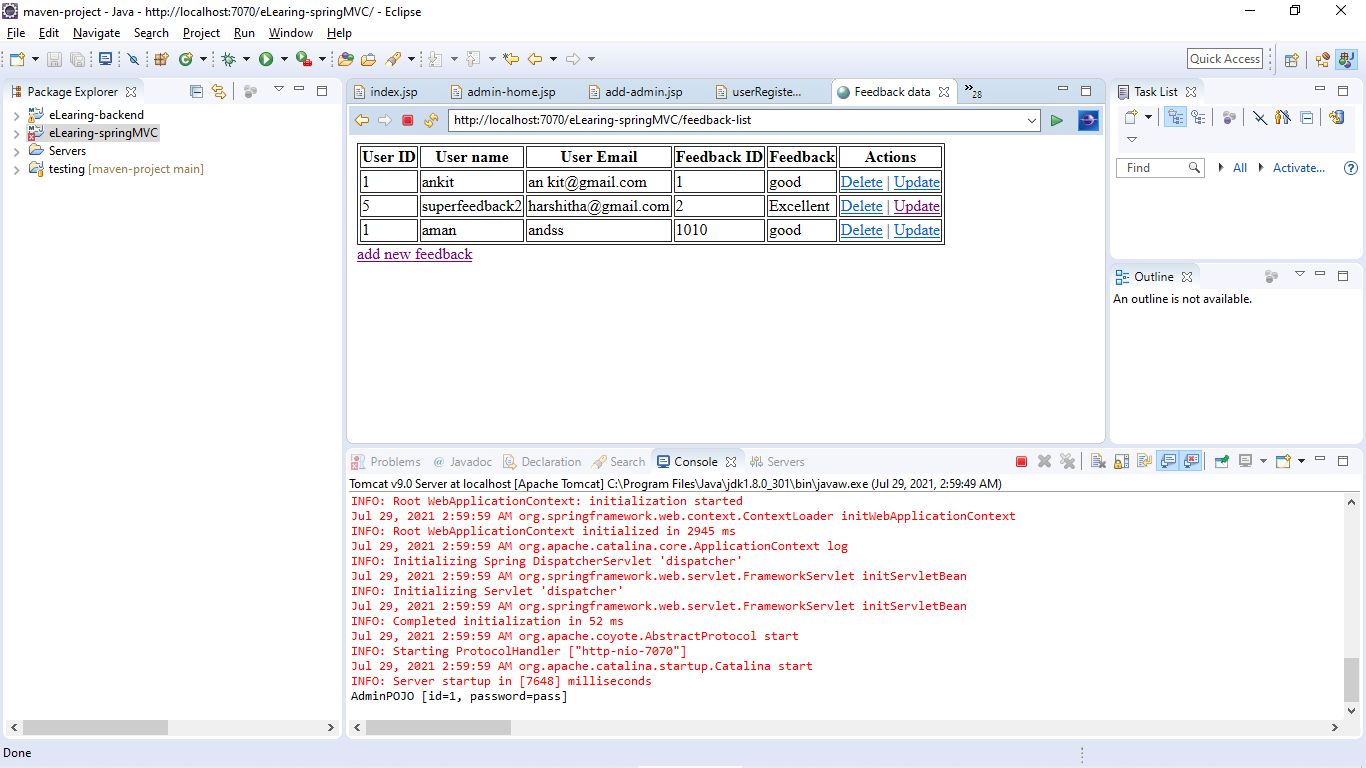 maven-project - Java - http://localhost:7070/eLearing-springMVC/ - Eclipse
File Edit Navigate Search Project Run Window Help
Quick Access
Package Explorer
eLearing-backend
eLearing-springMVC
Servers
testing [maven-project main]
index.jsp admin-home.jsp add-admin.jsp userRegiste... Feedback data »28
http://localhost:7070/eLearing-springMVC/feedback-list
User ID User name User Email Feedback ID Feedback Actions
1 ankit an kit@gmail.com 1 good Delete | Update
5 superfeedback2 harshitha@gmail.com 2 Excellent Delete | Update
1 aman andss 1010 good Delete | Update
add new feedback
Task List
Find All Activate...
Outline
An outline is not available.
Problems @ Javadoc Declaration Search Console Servers
Tomcat v9.0 Server at localhost [Apache Tomcat] C:\Program Files\Java\jdk1.8.0_301\bin\javaw.exe (Jul 29, 2021, 2:59:49 AM)
INFO: Root WebApplicationContext: initialization started
Jul 29, 2021 2:59:59 AM org.springframework.web.context.ContextLoader initWebApplicationContext
INFO: Root WebApplicationContext initialized in 2945 ms
Jul 29, 2021 2:59:59 AM org.apache.catalina.core.ApplicationContext log
INFO: Initializing Spring DispatcherServlet 'dispatcher'
Jul 29, 2021 2:59:59 AM org.springframework.web.servlet.FrameworkServlet initServletBean
INFO: Initializing Servlet 'dispatcher'
Jul 29, 2021 2:59:59 AM org.springframework.web.servlet.FrameworkServlet initServletBean
INFO: Completed initialization in 52 ms
Jul 29, 2021 2:59:59 AM org.apache.coyote.AbstractProtocol start
INFO: Starting ProtocolHandler ["http-nio-7070"]
Jul 29, 2021 2:59:59 AM org.apache.catalina.startup.Catalina start
INFO: Server startup in [7648] milliseconds
AdminPOJO [id=1, password=pass]
Done